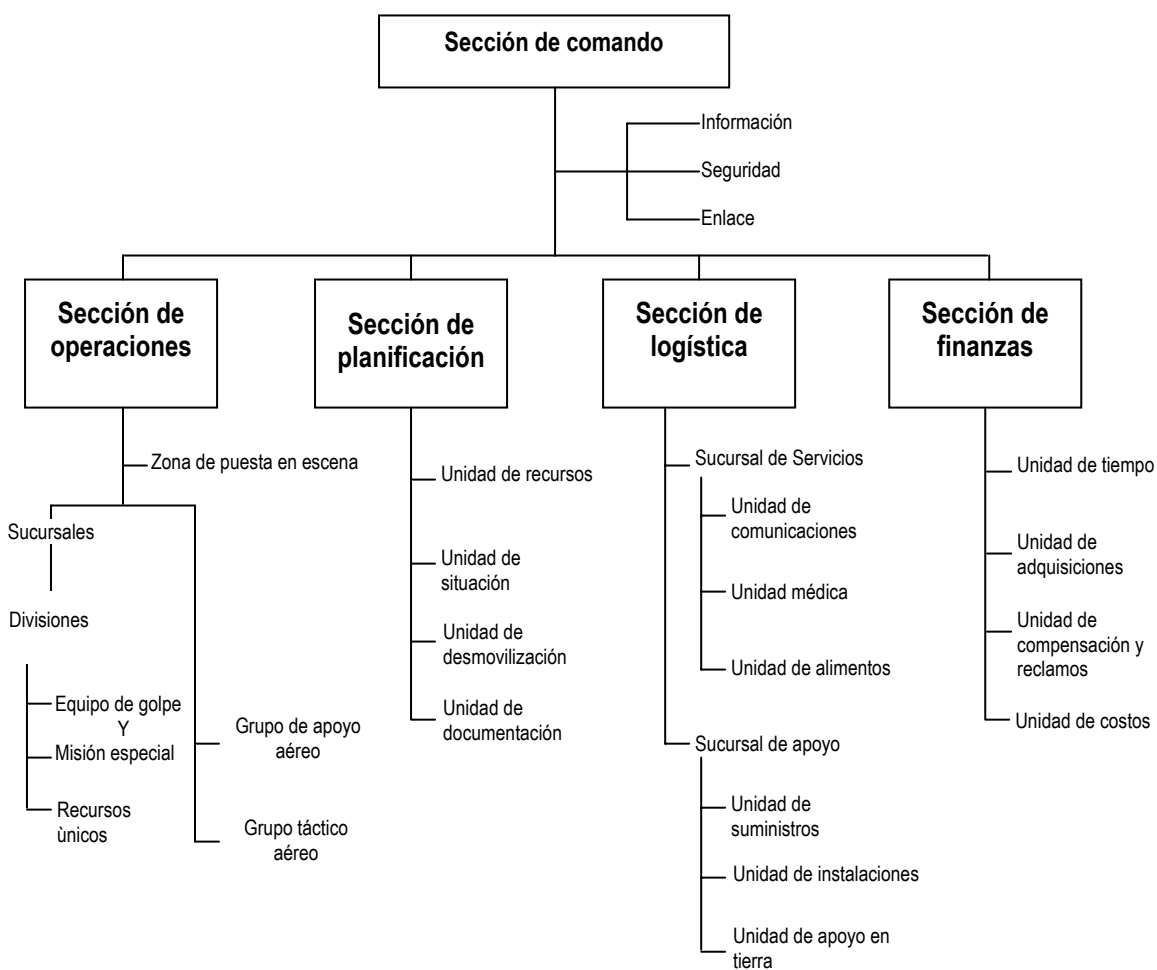 Sección de comando
Información
Seguridad
Enlace
Sección de
operaciones
Sección de
planificación
Sección de
logística
Sección de
finanzas
Zona de puesta en escena
Sucursales
Divisiones
Equipo de golpe
Y
Misión especial
Recursos
ùnicos
Grupo de apoyo
aéreo
Grupo táctico
aéreo
Unidad de recursos
Unidad de
situación
Unidad de
desmovilización
Unidad de
documentación
Sucursal de Servicios
Unidad de
comunicaciones
Unidad médica
Unidad de alimentos
Sucursal de apoyo
Unidad de
suministros
Unidad de instalaciones
Unidad de apoyo en
tierra
Unidad de tiempo
Unidad de
adquisiciones
Unidad de
compensación y
reclamos
Unidad de costos